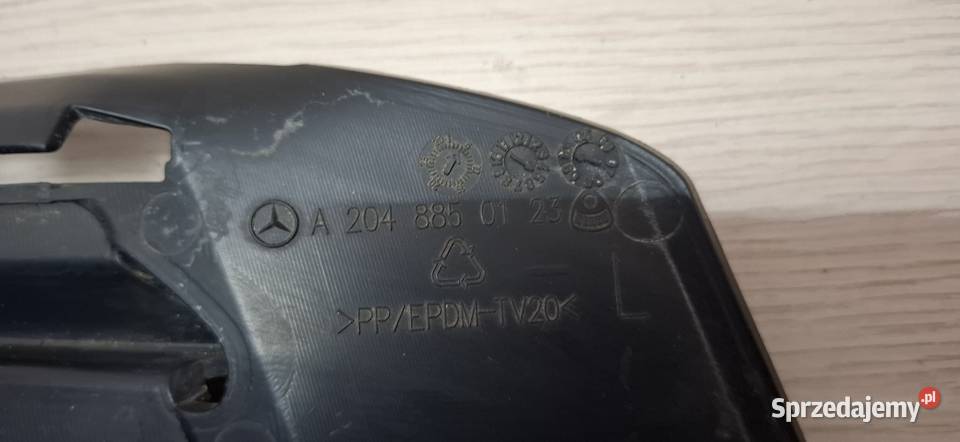 A 204 885 01 23
>PP/EPDM-TV20<
L
Sprzedajemy.pl